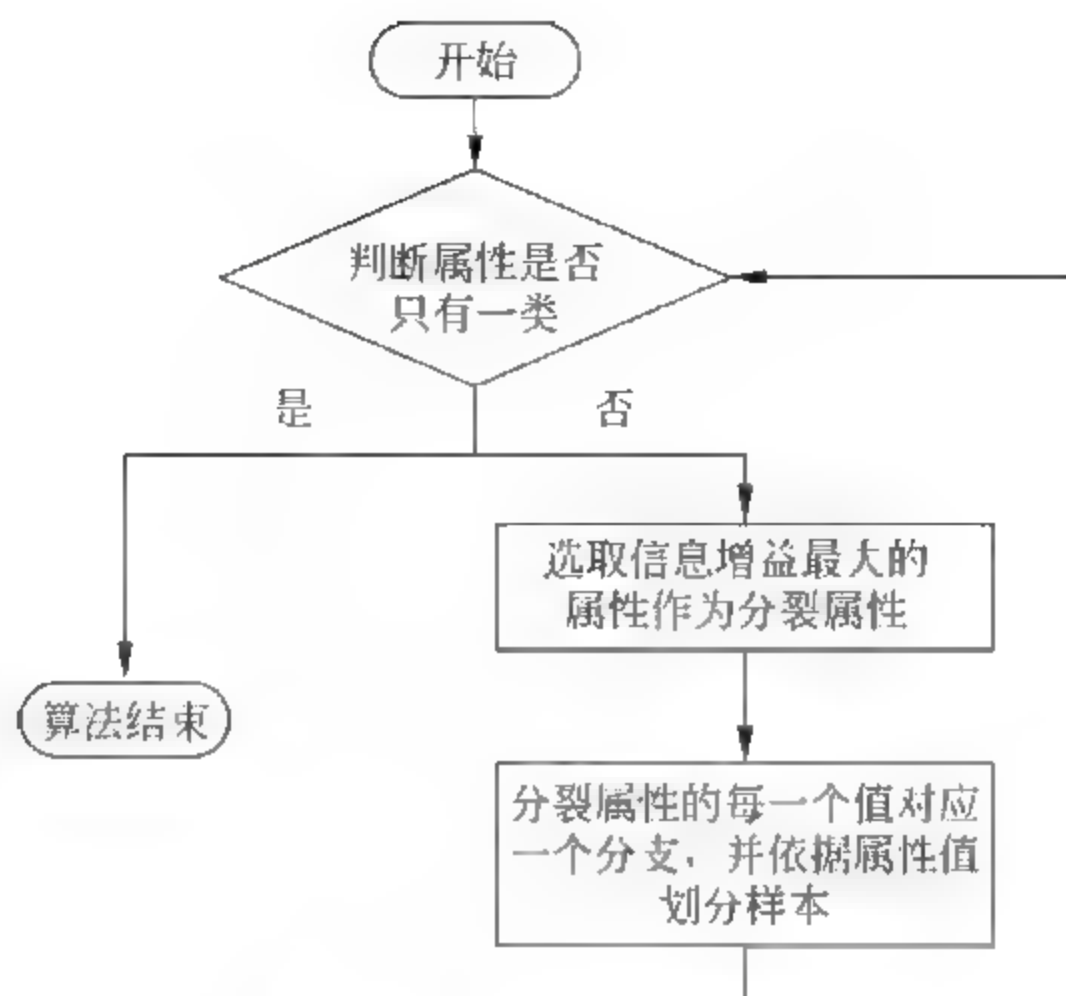 开始
判断属性是否
只有一类
是
否
选取信息增益最大的
属性作为分裂属性
算法结束
分裂属性的每一个值对应
一个分支，并依据属性值
划分样本